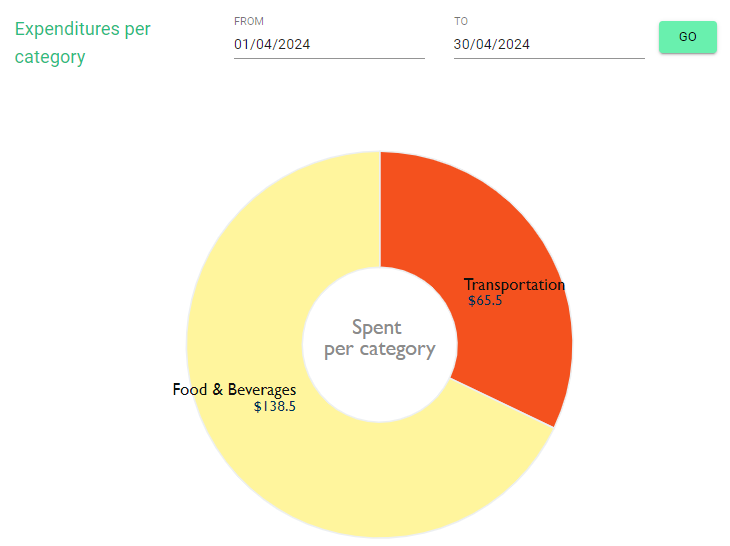 Expenditures per
category
FROM
01/04/2024
TO
30/04/2024
GO
Transportation
$65.5
Spent
per category
Food & Beverages
$138.5